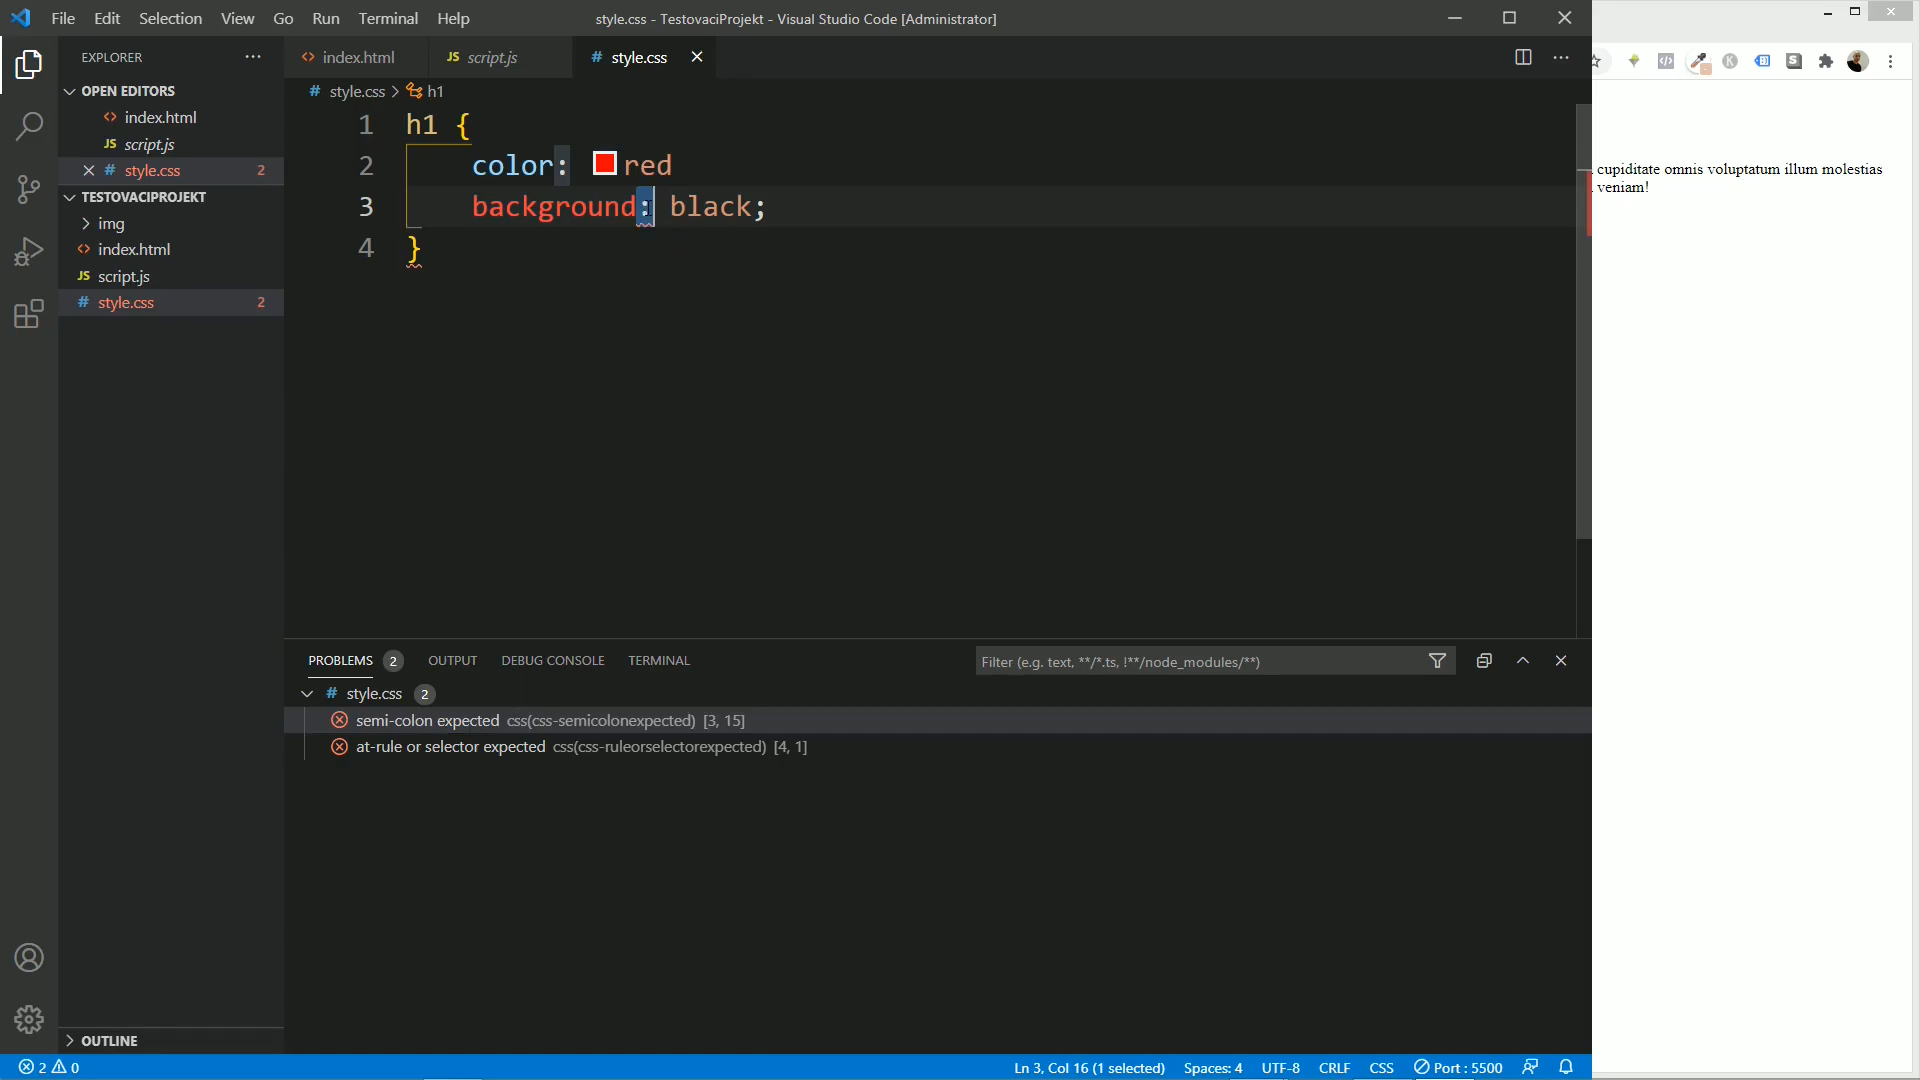 File Edit Selection View Go Run Terminal Help
style.css - TestovaciProjekt - Visual Studio Code [Administrator]
EXPLORER
index.html
JS script.js
# style.css
OPEN EDITORS
index.html
JS script.js
# style.css 2
TESTOVACIPROJEKT
img
index.html
JS script.js
# style.css 2
OUTLINE
# style.css > h1
1 h1 {
2 color: red
3 background: black;
4 }
cupiditate omnis voluptatum illum molestias
veniam!
PROBLEMS 2 OUTPUT DEBUG CONSOLE TERMINAL
Filter (e.g. text, **/*.ts, !**/node_modules/**)
# style.css 2
semi-colon expected css(css-semicolonexpected) [3, 15]
at-rule or selector expected css(css-ruleorselectorexpected) [4, 1]
2 0
Ln 3, Col 16 (1 selected) Spaces: 4 UTF-8 CRLF CSS Port : 5500